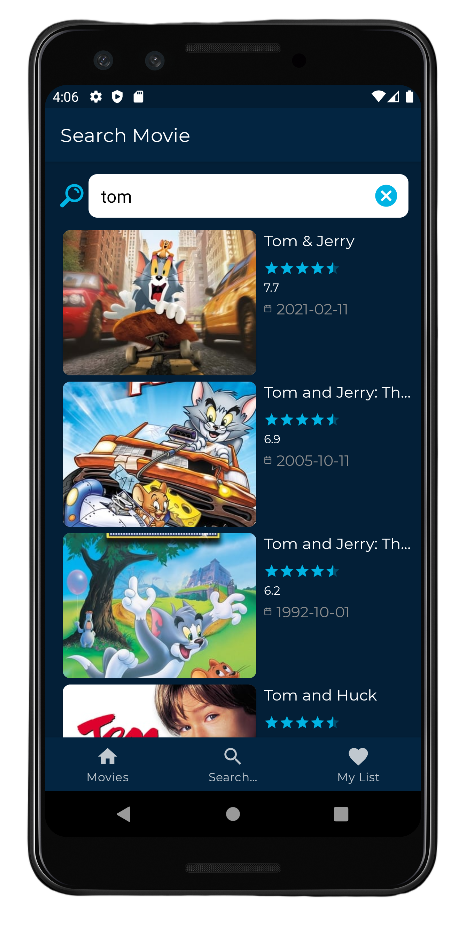 4:06
Search Movie
tom
Tom & Jerry
7.7
2021-02-11
Tom and Jerry: Th...
6.9
2005-10-11
KAT
Tom and Jerry: Th...
6.2
1992-10-01
Tom and Huck
Movies
Search...
My List